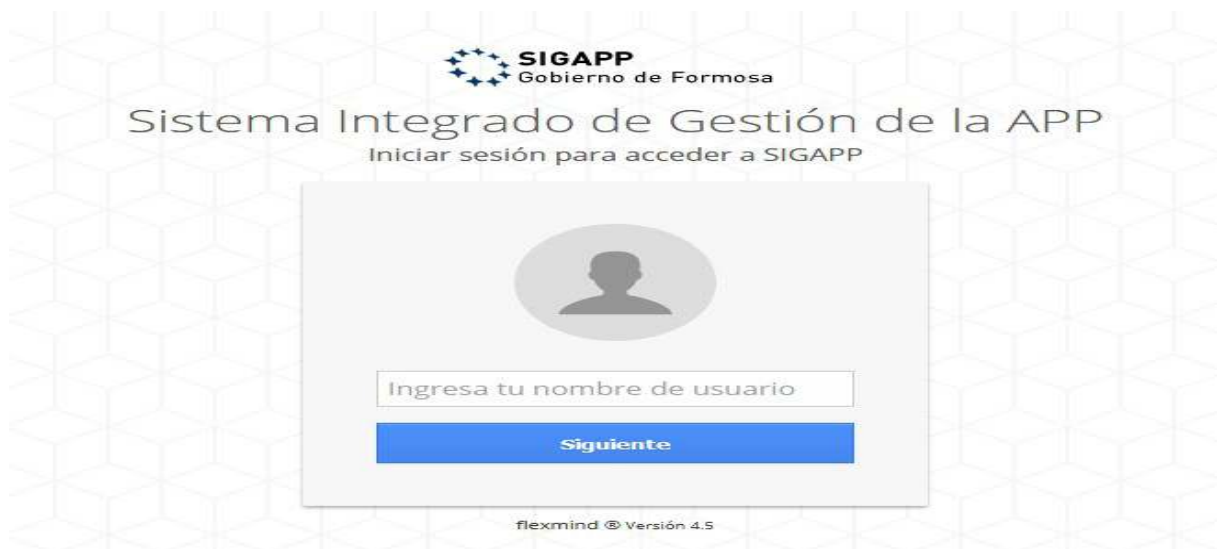 SIGAPP
Gobierno de Formosa
Sistema Integrado de Gestión de la APP
Iniciar sesión para acceder a SIGAPP
Ingresa tu nombre de usuario
Siguiente
flexmind ® Versión 4.5